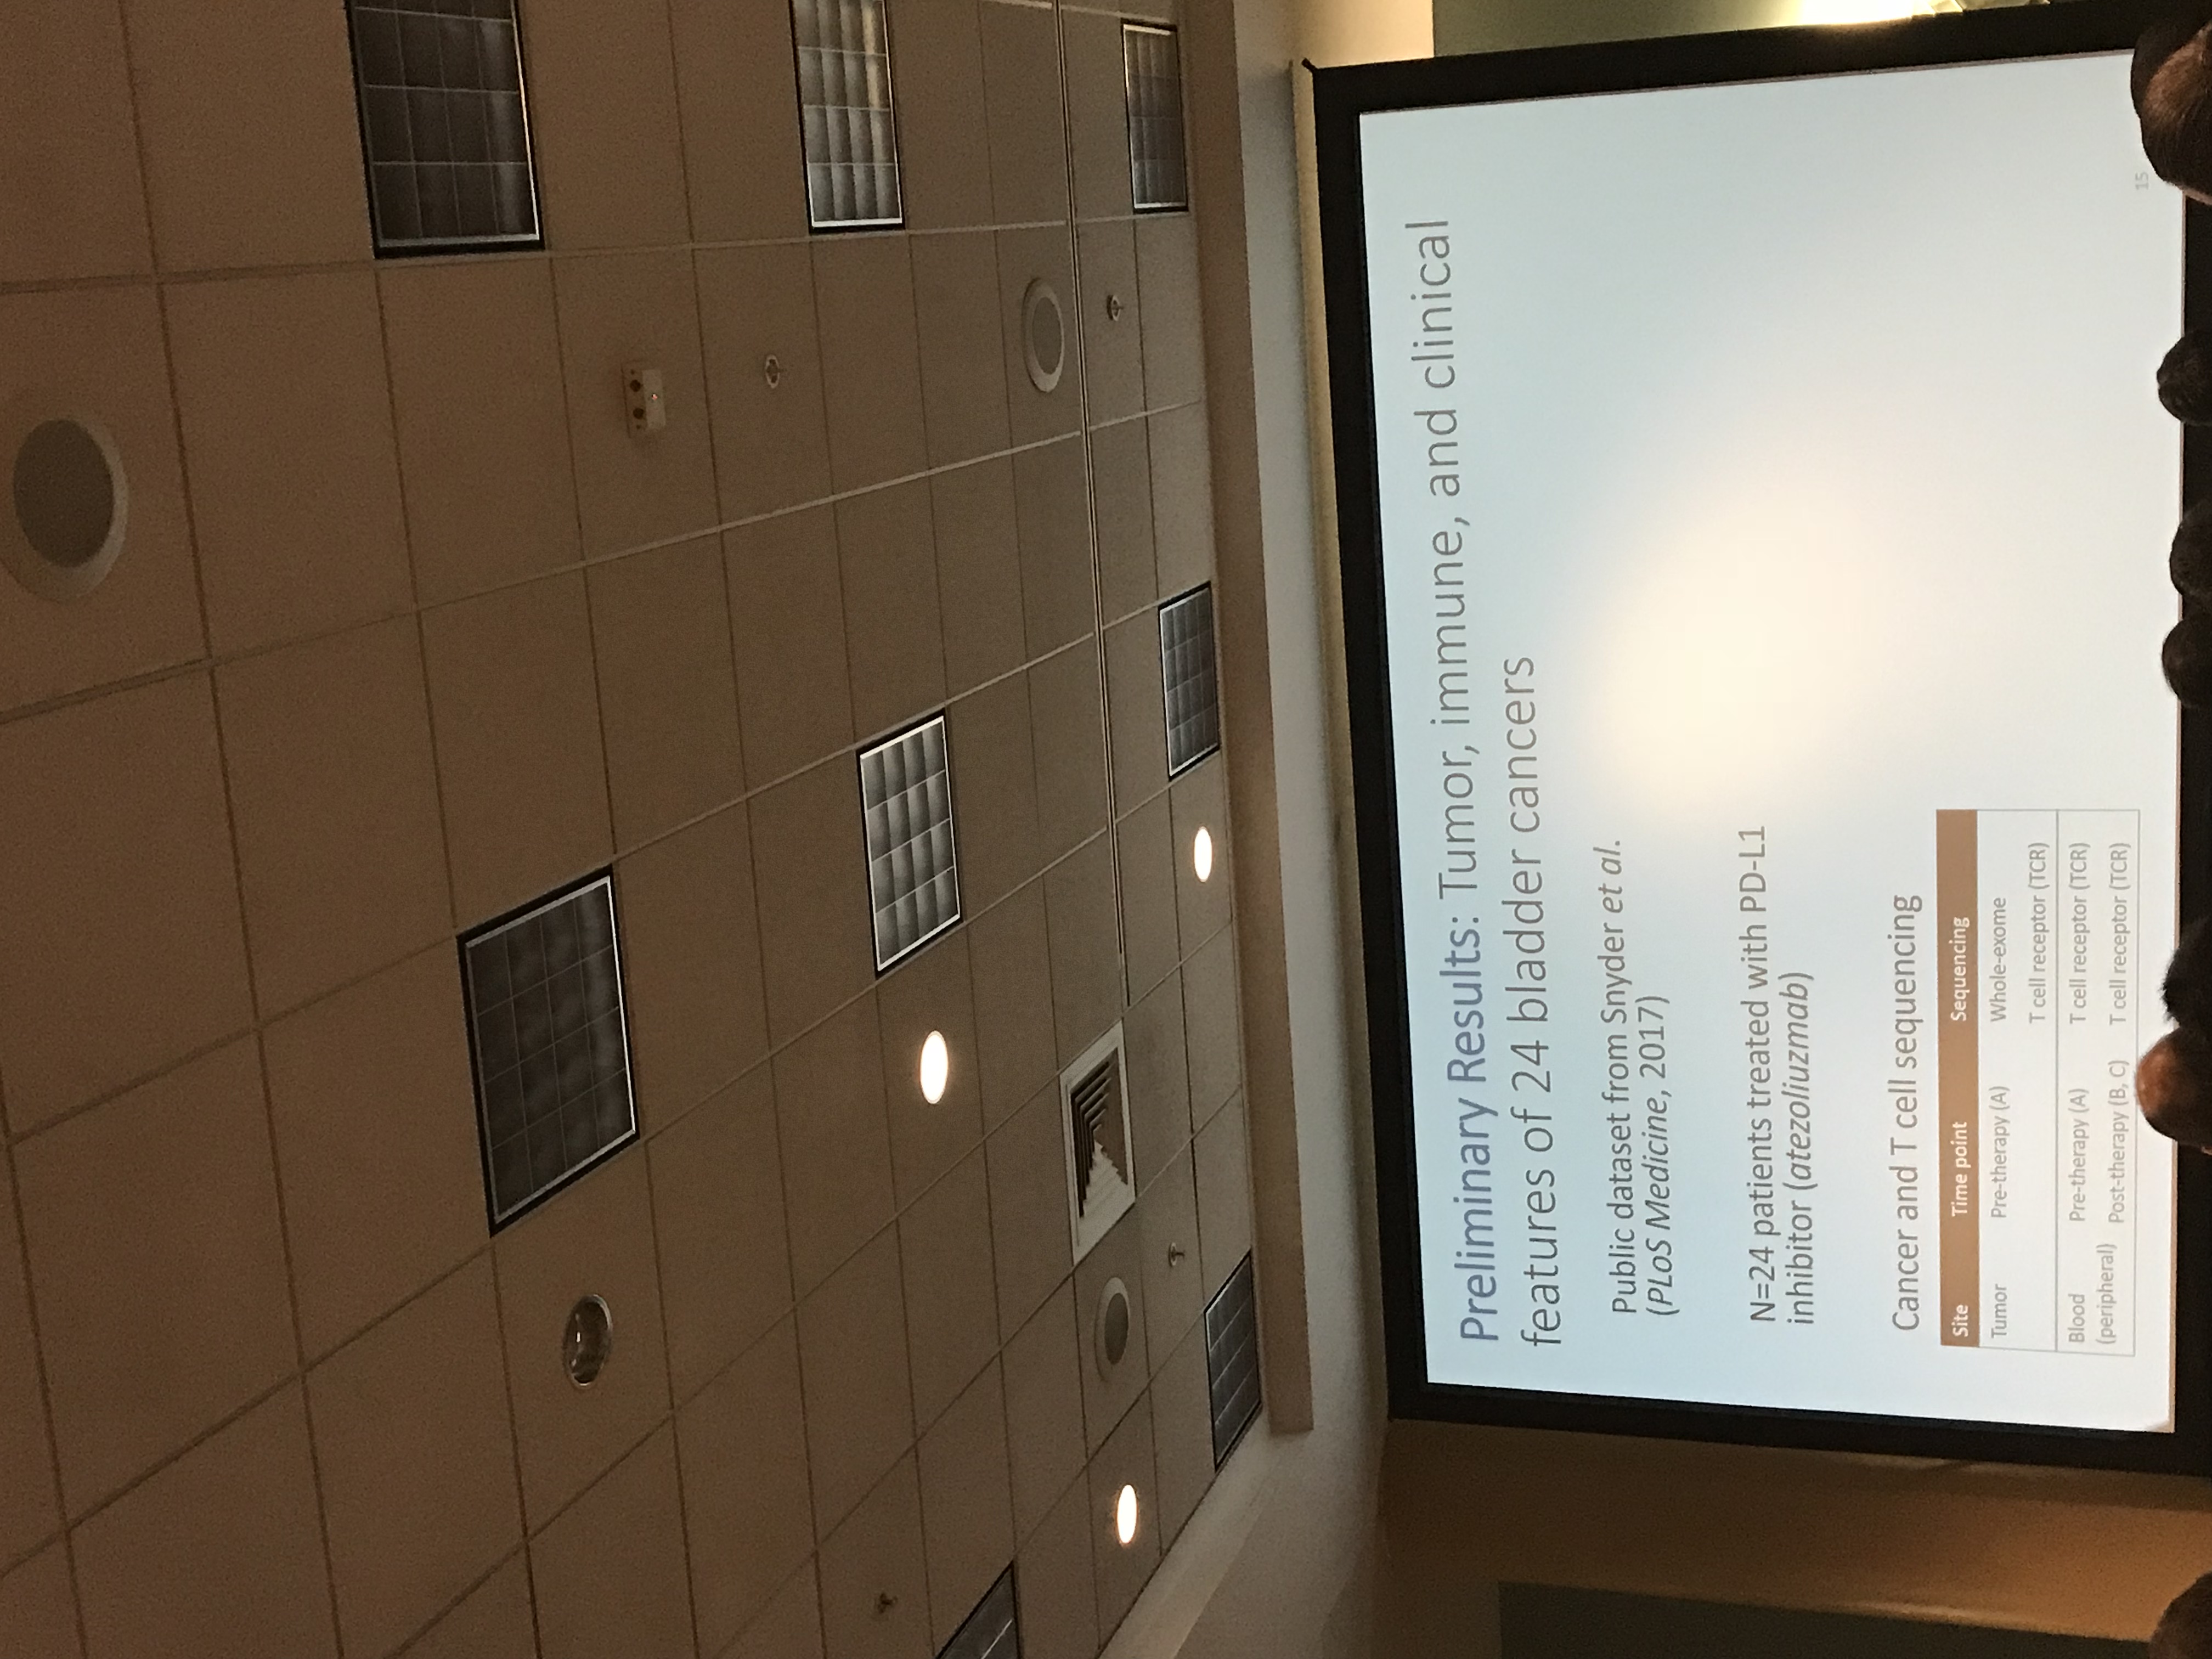 Preliminary Results: Tumor, immune, and clinical
features of 24 bladder cancers
Public dataset from Snyder et al.
(PLoS Medicine, 2017)
N=24 patients treated with PD-L1
inhibitor (atezoliuzmab)
Cancer and T cell sequencing
Site Time point Sequencing
Tumor Pre-therapy (A) Whole-exome
T cell receptor (TCR)
Blood Pre-therapy (A) T cell receptor (TCR)
(peripheral)
Post-therapy (B, C) T cell receptor (TCR)
15